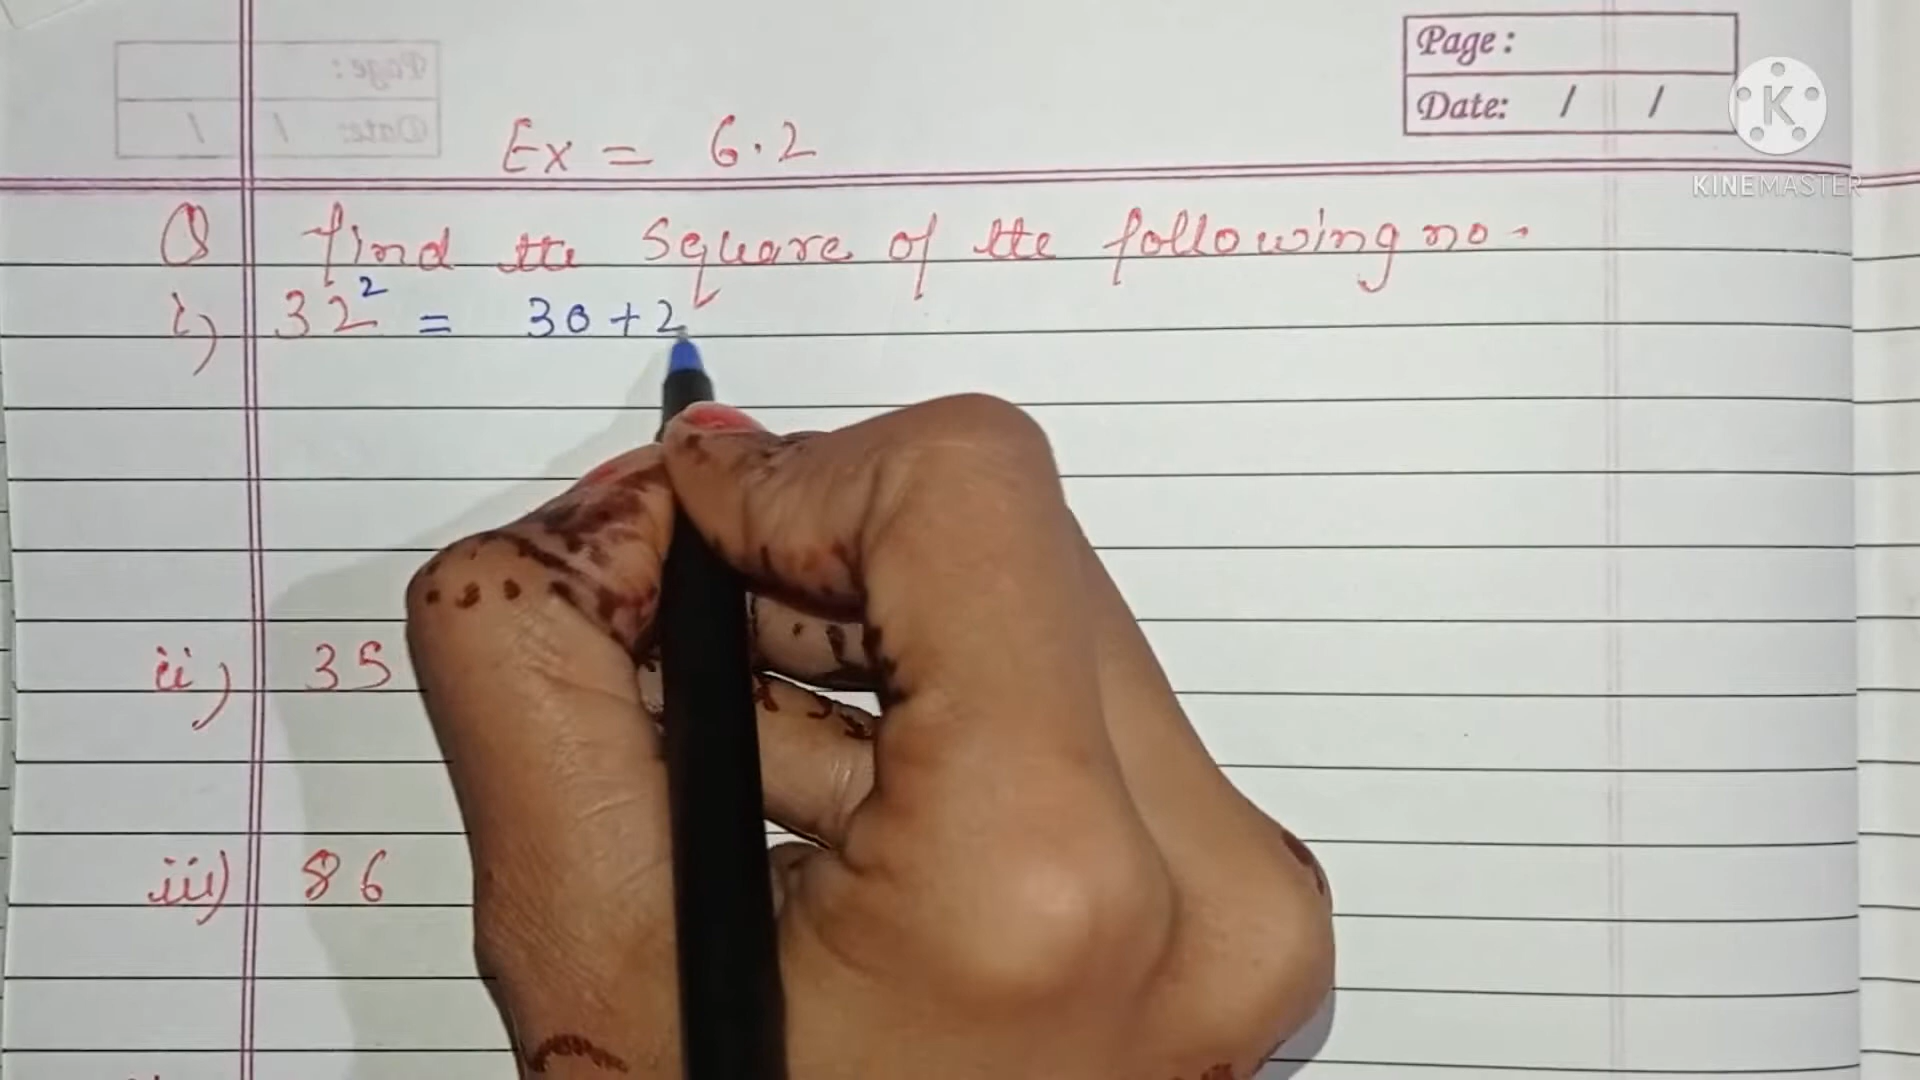 Page :
Date: / /
KINEMASTER
Ex = 6.2
Q find the square of the following no.
i) 32² = 30+2
ii) 35
iii) 86